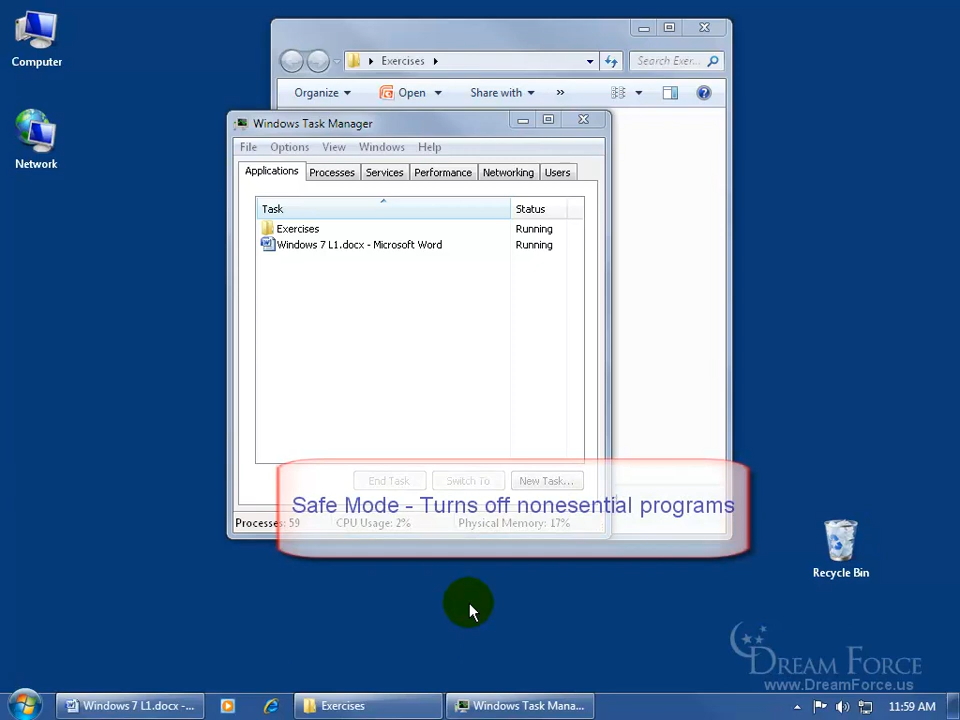 Computer
Network
Exercises
Search Exer...
Organize
Open
Share with
»
Windows Task Manager
File Options View Windows Help
Applications Processes Services Performance Networking Users
Task Status
Exercises Running
Windows 7 L1.docx - Microsoft Word Running
End Task Switch To New Task...
Safe Mode - Turns off nonesential programs
Processes: 59 CPU Usage: 2% Physical Memory: 17%
Recycle Bin
DREAM FORCE
www.DreamForce.us
Windows 7 L1.docx -... Exercises Windows Task Mana... 11:59 AM